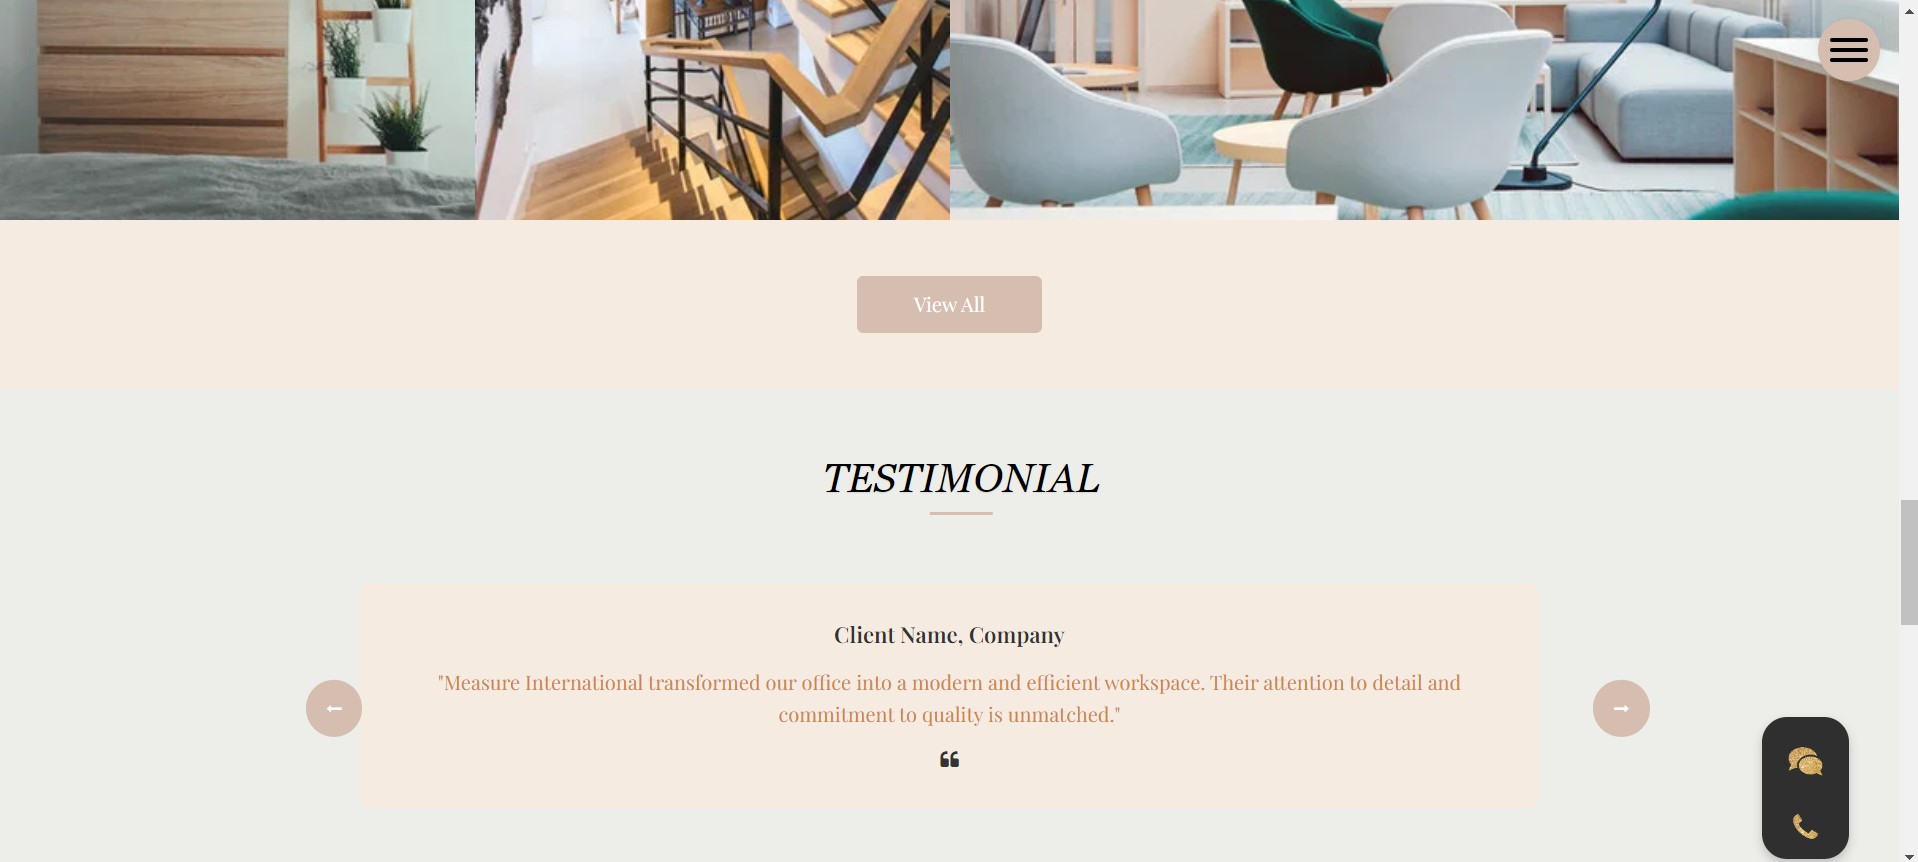 View All
TESTIMONIAL
Client Name, Company
"Measure International transformed our office into a modern and efficient workspace. Their attention to detail and
commitment to quality is unmatched."